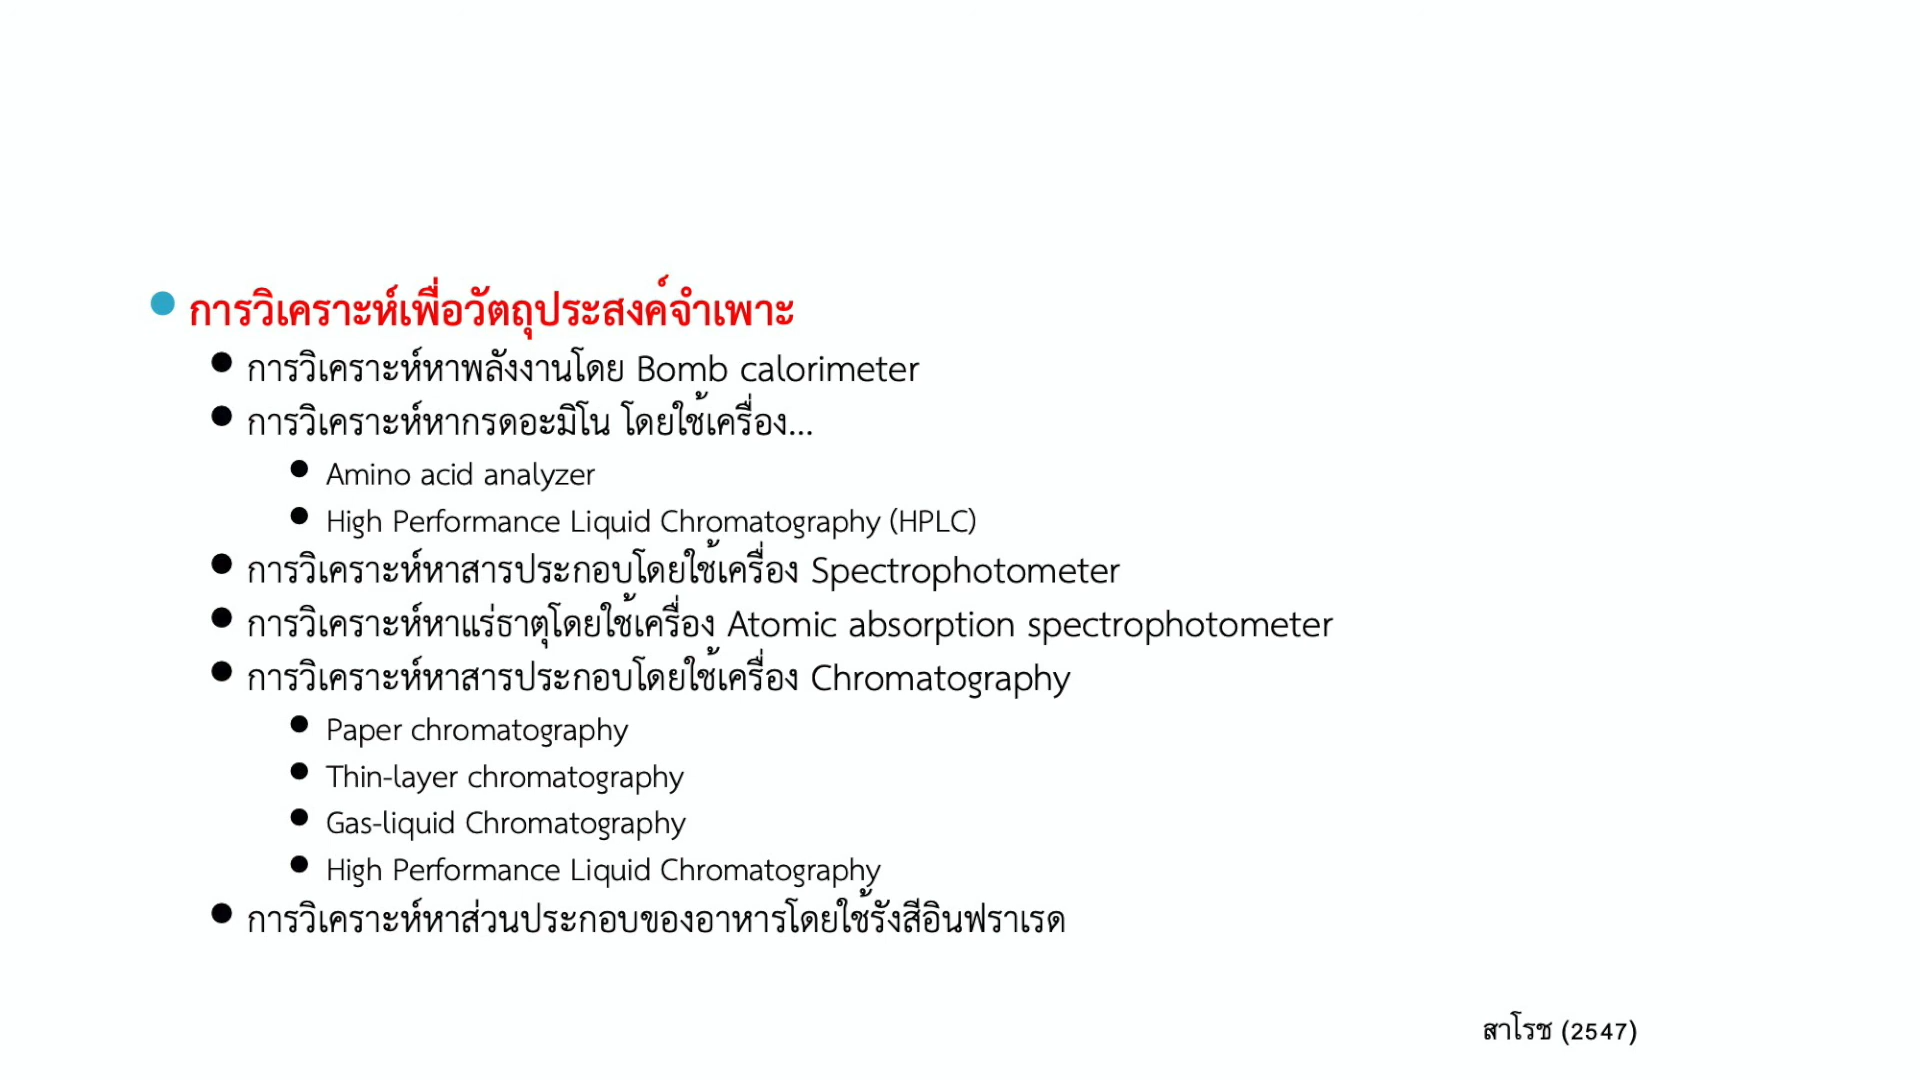 การวิเคราะห์เพื่อวัตถุประสงค์จำเพาะ
การวิเคราะห์หาพลังงานโดย Bomb calorimeter
การวิเคราะห์หากรดอะมิโน โดยใช้เครื่อง...
Amino acid analyzer
High Performance Liquid Chromatography (HPLC)
การวิเคราะห์หาสารประกอบโดยใช้เครื่อง Spectrophotometer
การวิเคราะห์หาแร่ธาตุโดยใช้เครื่อง Atomic absorption spectrophotometer
การวิเคราะห์หาสารประกอบโดยใช้เครื่อง Chromatography
Paper chromatography
Thin-layer chromatography
Gas-liquid Chromatography
High Performance Liquid Chromatography
การวิเคราะห์หาส่วนประกอบของอาหารโดยใช้รังสีอินฟราเรด
สาโรช (2547)